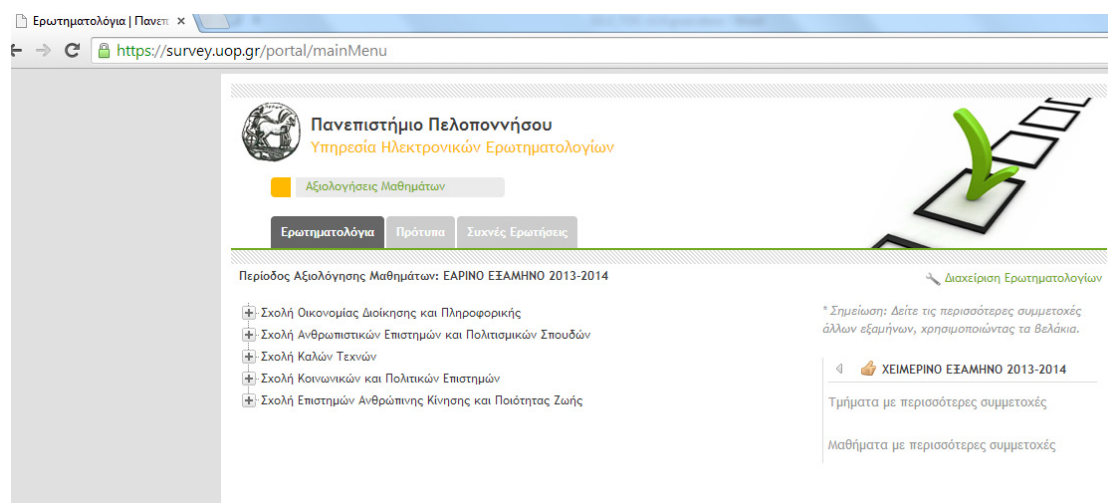 Ερωτηματολόγια | Πανεπ
https://survey.uop.gr/portal/mainMenu
Πανεπιστήμιο Πελοποννήσου
Υπηρεσία Ηλεκτρονικών Ερωτηματολογίων
Αξιολογήσεις Μαθημάτων
Ερωτηματολόγια Πρότυπα Συχνές Ερωτήσεις
Περίοδος Αξιολόγησης Μαθημάτων: ΕΑΡΙΝΟ ΕΞΑΜΗΝΟ 2013-2014
Διαχείριση Ερωτηματολογίων
Σχολή Οικονομίας Διοίκησης και Πληροφορικής
Σχολή Ανθρωπιστικών Επιστημών και Πολιτισμικών Σπουδών
Σχολή Καλών Τεχνών
Σχολή Κοινωνικών και Πολιτικών Επιστημών
Σχολή Επιστημών Ανθρώπινης Κίνησης και Ποιότητας Ζωής
* Σημείωση: Δείτε τις περισσότερες συμμετοχές
άλλων εξαμήνων, χρησιμοποιώντας τα βελάκια.
ΧΕΙΜΕΡΙΝΟ ΕΞΑΜΗΝΟ 2013-2014
Τμήματα με περισσότερες συμμετοχές
Μαθήματα με περισσότερες συμμετοχές